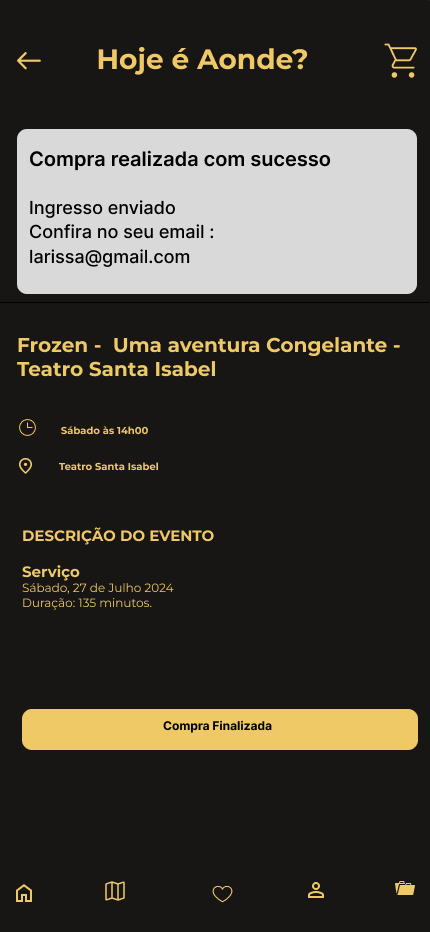 Hoje é Aonde?
Compra realizada com sucesso
Ingresso enviado
Confira no seu email :
larissa@gmail.com
Frozen -  Uma aventura Congelante -
Teatro Santa Isabel
Sábado às 14h00
Teatro Santa Isabel
DESCRIÇÃO DO EVENTO
Serviço
Sábado, 27 de Julho 2024
Duração: 135 minutos.
Compra Finalizada